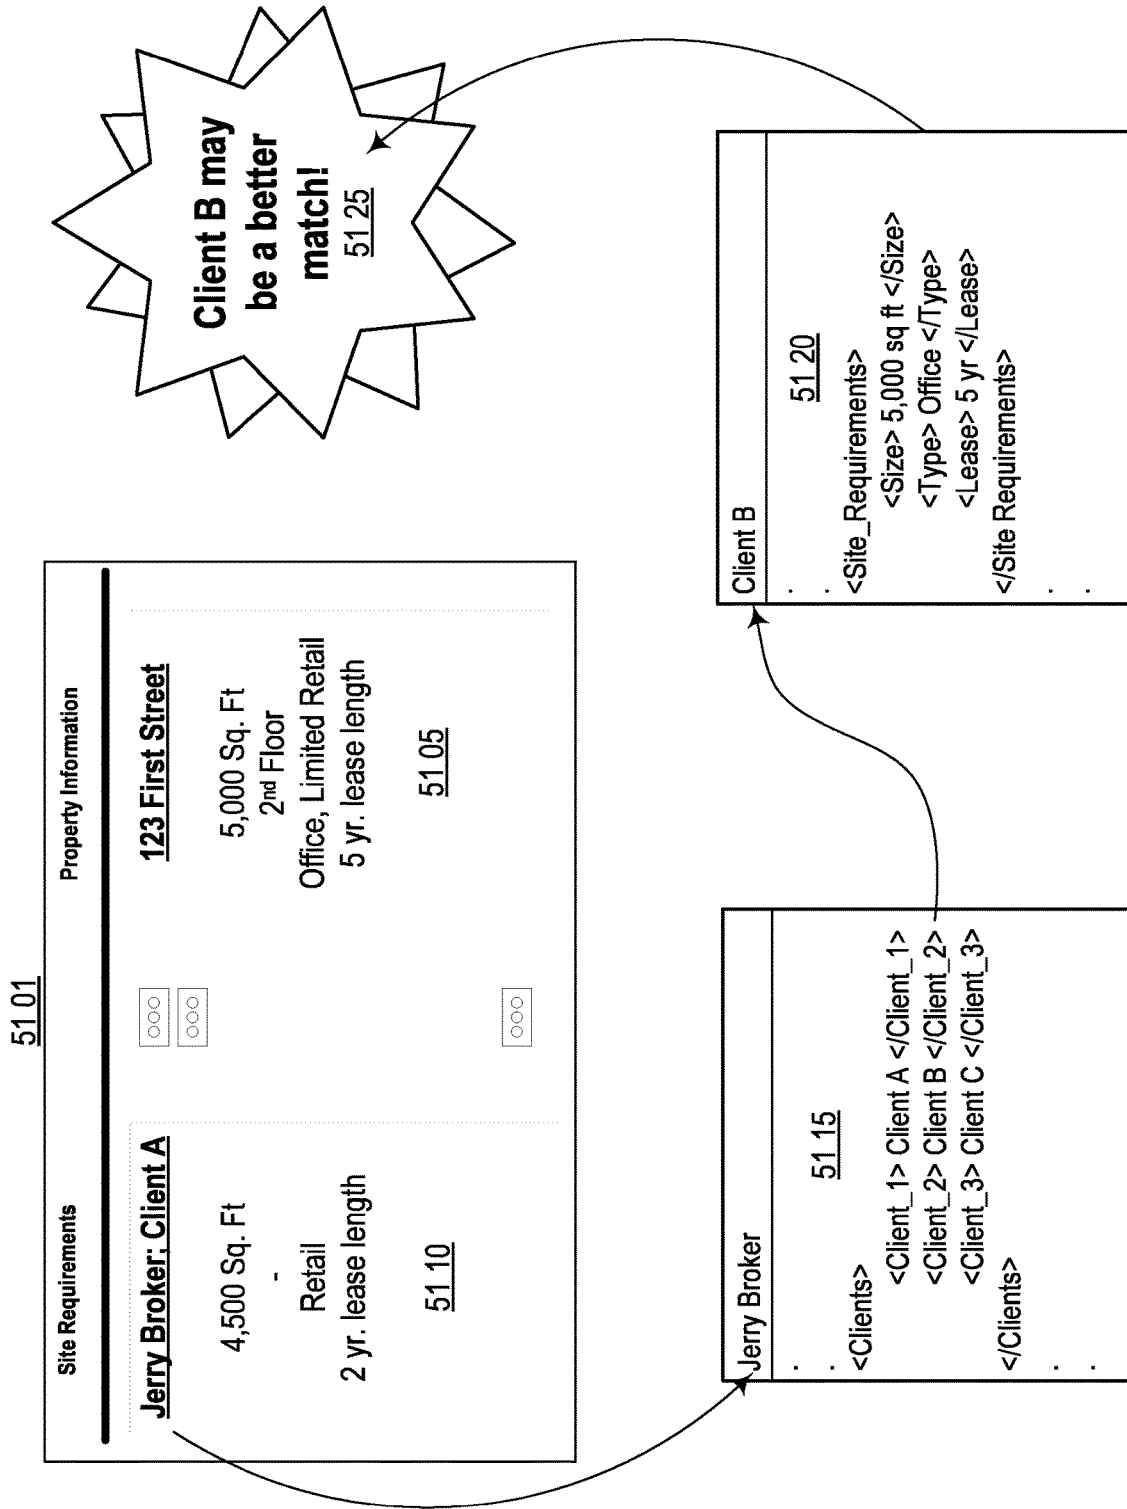 51 01
Site Requirements
Property Information
Jerry Broker; Client A
4,500 Sq. Ft
-
Retail
2 yr. lease length
51 10
123 First Street
5,000 Sq. Ft
2nd Floor
Office, Limited Retail
5 yr. lease length
51 05
Client B may
be a better
match!
51 25
Jerry Broker
51 15
.
.
<Clients>
<Client_1> Client A </Client_1>
<Client_2> Client B </Client_2>
<Client_3> Client C </Client_3>
</Clients>
.
.
Client B
51 20
.
.
<Site_Requirements>
<Size> 5,000 sq ft </Size>
<Type> Office </Type>
<Lease> 5 yr </Lease>
</Site Requirements>
.
.